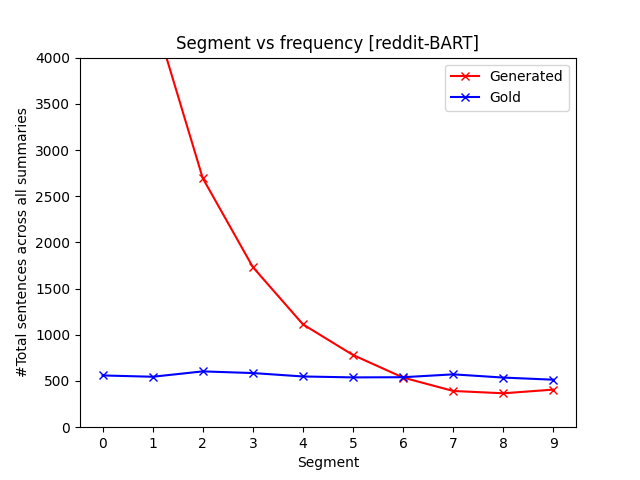 Segment vs frequency [reddit-BART]
Generated
Gold
#Total sentences across all summaries
4000
3500
3000
2500
2000
1500
1000
500
0
0 1 2 3 4 5 6 7 8 9
Segment